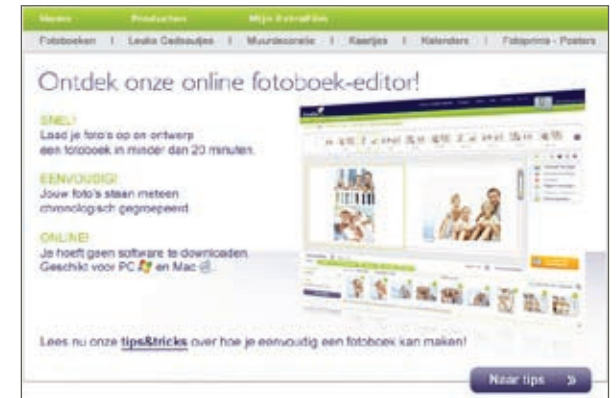 Home Producten Mijn ExtraFilm
Fotoboeken | Leuke Cadeautjes | Muurdecoratie | Kaartjes | Kalenders | Fotoprints - Posters
Ontdek onze online fotoboek-editor!
SNEL!
Laad je foto's op en ontwerp
een fotoboek in minder dan 20 minuten.
EENVOUDIG!
Jouw foto's staan meteen
chronologisch gegroepeerd
ONLINE!
Je hoeft geen software te downloaden.
Geschikt voor PC en Mac
Lees nu onze tips&tricks over hoe je eenvoudig een fotoboek kan maken!
Naar tips »